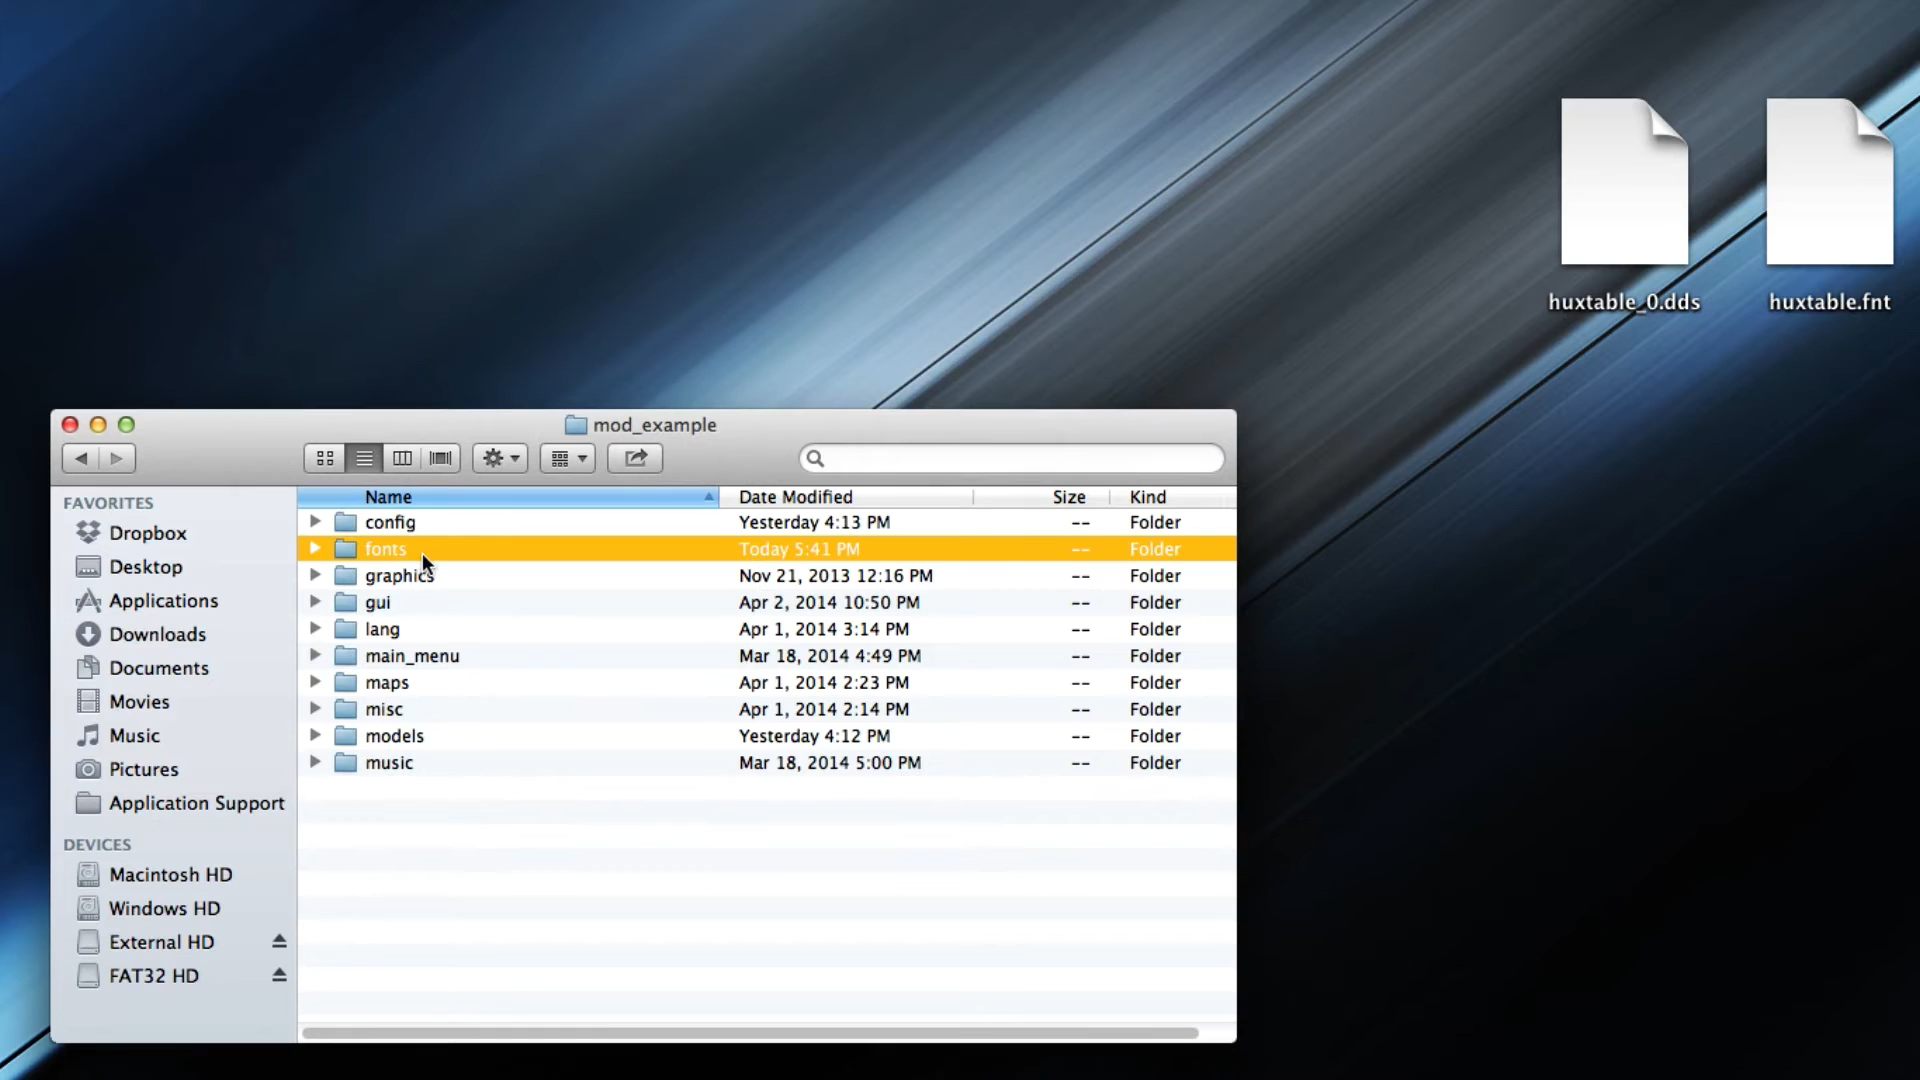 huxtable_0.dds
huxtable.fnt
mod_example
FAVORITES
Dropbox
Desktop
Applications
Downloads
Documents
Movies
Music
Pictures
Application Support
DEVICES
Macintosh HD
Windows HD
External HD
FAT32 HD
Name Date Modified Size Kind
config Yesterday 4:13 PM -- Folder
fonts Today 5:41 PM -- Folder
graphics Nov 21, 2013 12:16 PM -- Folder
gui Apr 2, 2014 10:50 PM -- Folder
lang Apr 1, 2014 3:14 PM -- Folder
main_menu Mar 18, 2014 4:49 PM -- Folder
maps Apr 1, 2014 2:23 PM -- Folder
misc Apr 1, 2014 2:14 PM -- Folder
models Yesterday 4:12 PM -- Folder
music Mar 18, 2014 5:00 PM -- Folder